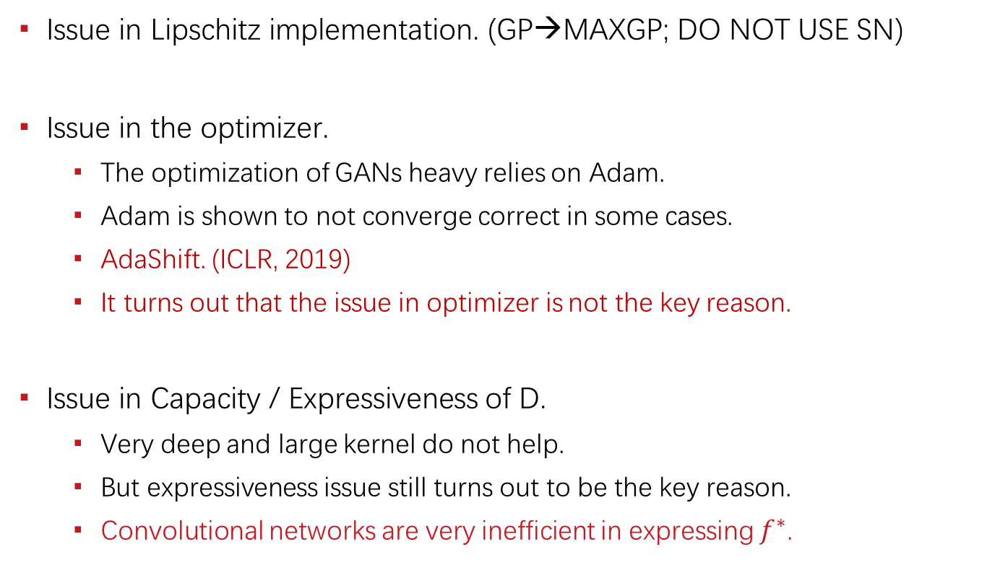 ▪ Issue in Lipschitz implementation. (GP→MAXGP; DO NOT USE SN)
▪ Issue in the optimizer.
▪ The optimization of GANs heavy relies on Adam.
▪ Adam is shown to not converge correct in some cases.
▪ AdaShift. (ICLR, 2019)
▪ It turns out that the issue in optimizer is not the key reason.
▪ Issue in Capacity / Expressiveness of D.
▪ Very deep and large kernel do not help.
▪ But expressiveness issue still turns out to be the key reason.
▪ Convolutional networks are very inefficient in expressing f*.